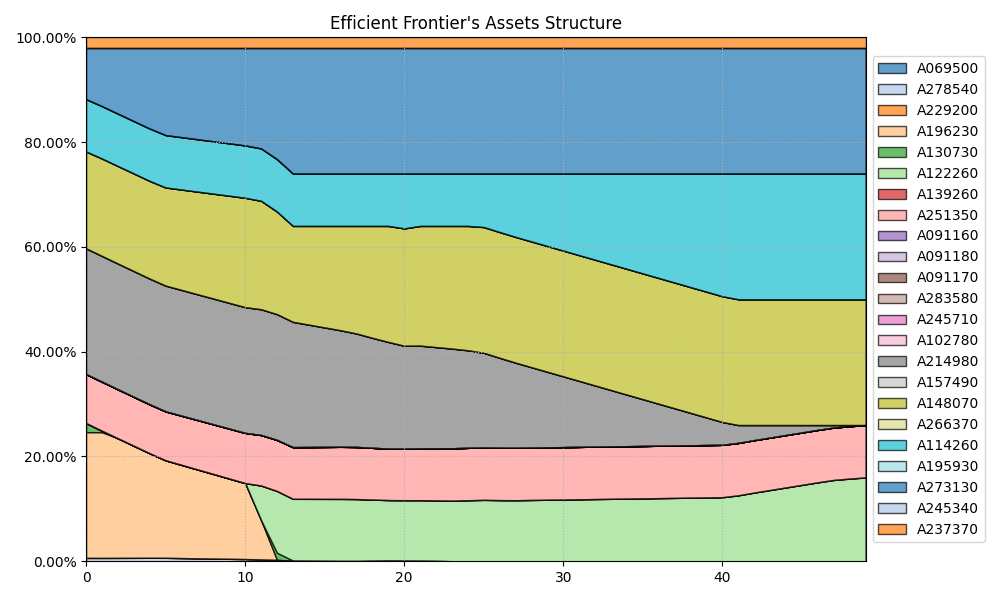 Efficient Frontier's Assets Structure
100.00%
80.00%
60.00%
40.00%
20.00%
0.00%
0
10
20
30
40
A069500
A278540
A229200
A196230
A130730
A122260
A139260
A251350
A091160
A091180
A091170
A283580
A245710
A102780
A214980
A157490
A148070
A266370
A114260
A195930
A273130
A245340
A237370